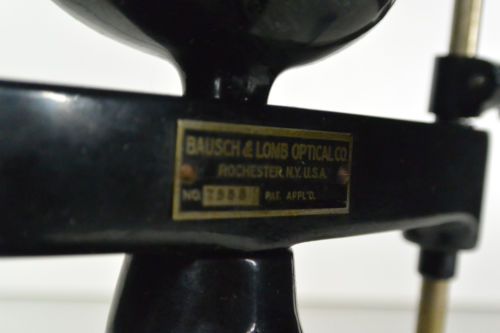 BAUSCH & LOMB OPTICAL CO.
ROCHESTER, N.Y. U.S.A.
NO. PAT. APPL'D.